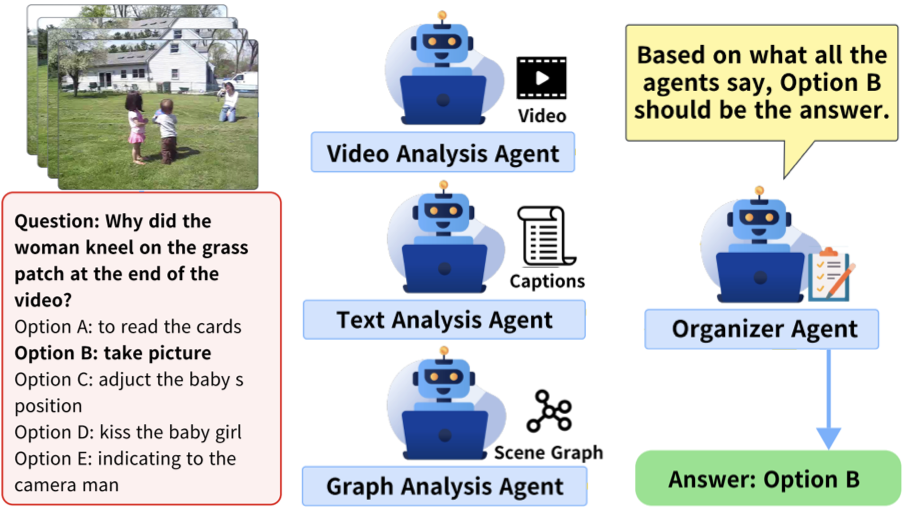 Question: Why did the
woman kneel on the grass
patch at the end of the
video?
Option A: to read the cards
Option B: take picture
Option C: adjuct the baby s
position
Option D: kiss the baby girl
Option E: indicating to the
camera man
Video
Video Analysis Agent
Captions
Text Analysis Agent
Scene Graph
Graph Analysis Agent
Based on what all the
agents say, Option B
should be the answer.
Organizer Agent
Answer: Option B